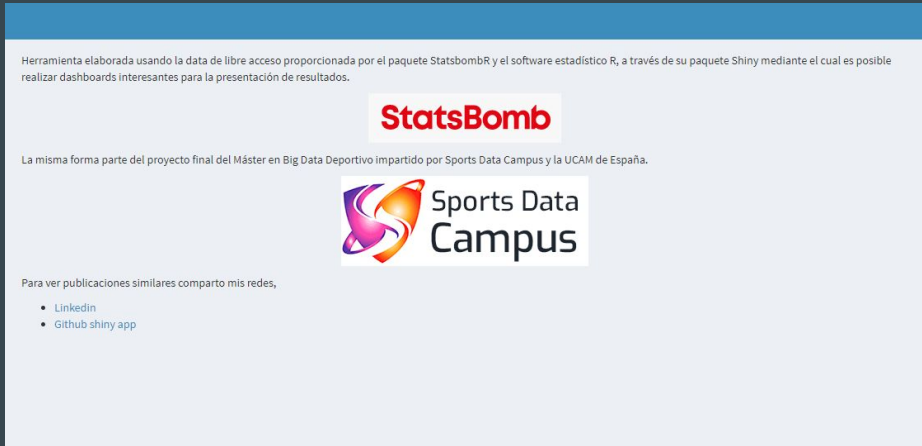 Herramienta elaborada usando la data de libre acceso proporcionada por el paquete StatsbombR y el software estadístico R, a través de su paquete Shiny mediante el cual es posible
realizar dashboards interesantes para la presentación de resultados.
StatsBomb
La misma forma parte del proyecto final del Máster en Big Data Deportivo impartido por Sports Data Campus y la UCAM de España.
Sports Data
Campus
Para ver publicaciones similares comparto mis redes,
Linkedin
Github shiny app